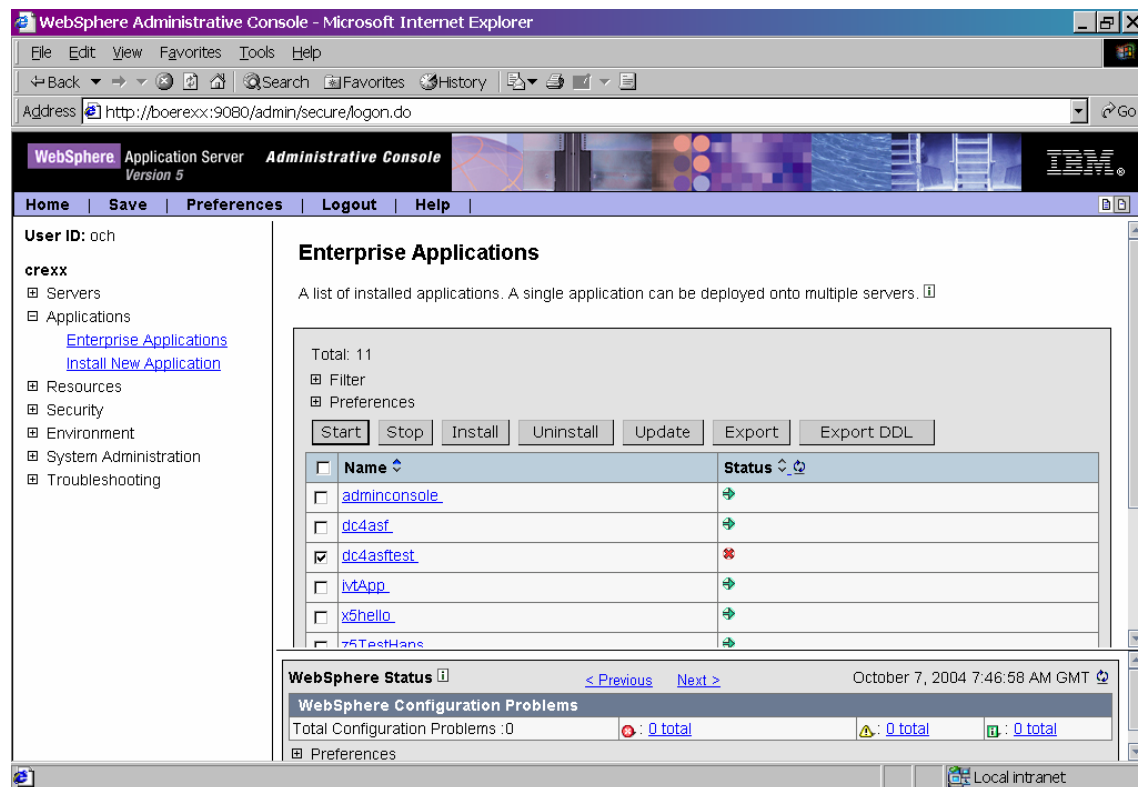 WebSphere Administrative Console - Microsoft Internet Explorer
File Edit View Favorites Tools Help
Back Search Favorites History
Address http://boerexx:9080/admin/secure/logon.do Go
WebSphere Application Server Administrative Console
Version 5
IBM®
Home | Save | Preferences | Logout | Help |
User ID: och
crexx
Servers
Applications
Enterprise Applications
Install New Application
Resources
Security
Environment
System Administration
Troubleshooting
Enterprise Applications
A list of installed applications. A single application can be deployed onto multiple servers.
Total: 11
Filter
Preferences
Start Stop Install Uninstall Update Export Export DDL
Name Status
adminconsole
dc4asf
dc4asftest
ivtApp
x5hello
z5TestHans
WebSphere Status < Previous Next > October 7, 2004 7:46:58 AM GMT
WebSphere Configuration Problems
Total Configuration Problems :0 : 0 total : 0 total : 0 total
Preferences
Local intranet